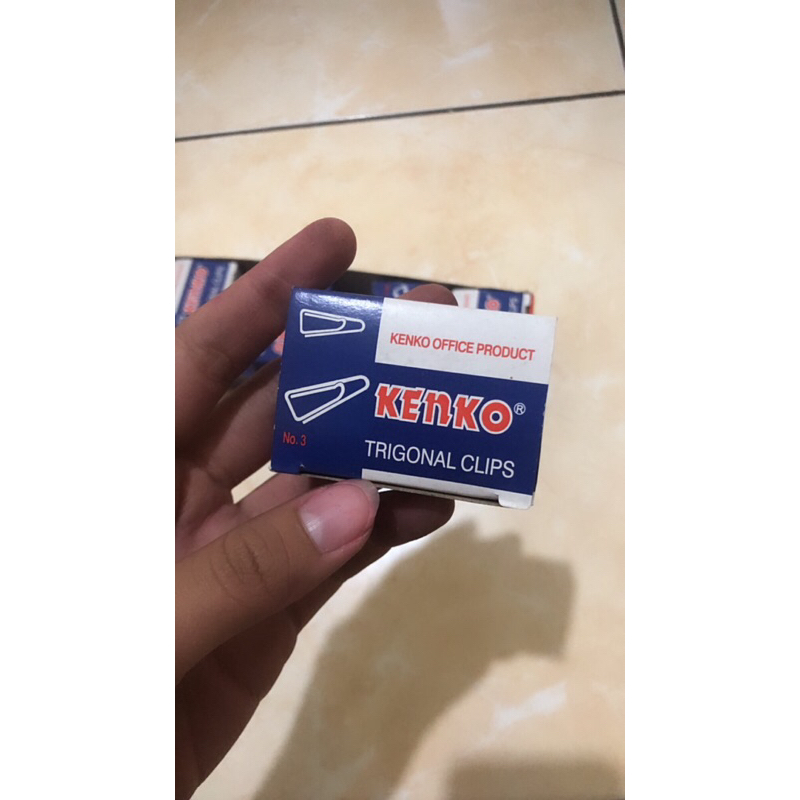 KENKO OFFICE PRODUCT
KENKO®
No. 3
TRIGONAL CLIPS